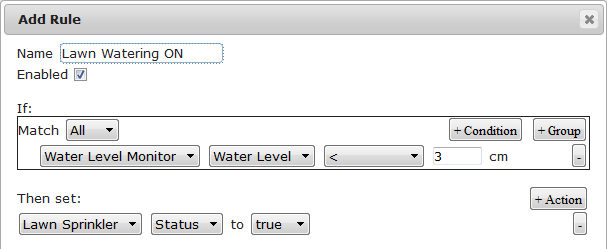 Add Rule
Name Lawn Watering ON
Enabled
If:
Match All + Condition + Group
Water Level Monitor Water Level < 3 cm -
Then set: + Action
Lawn Sprinkler Status to true -